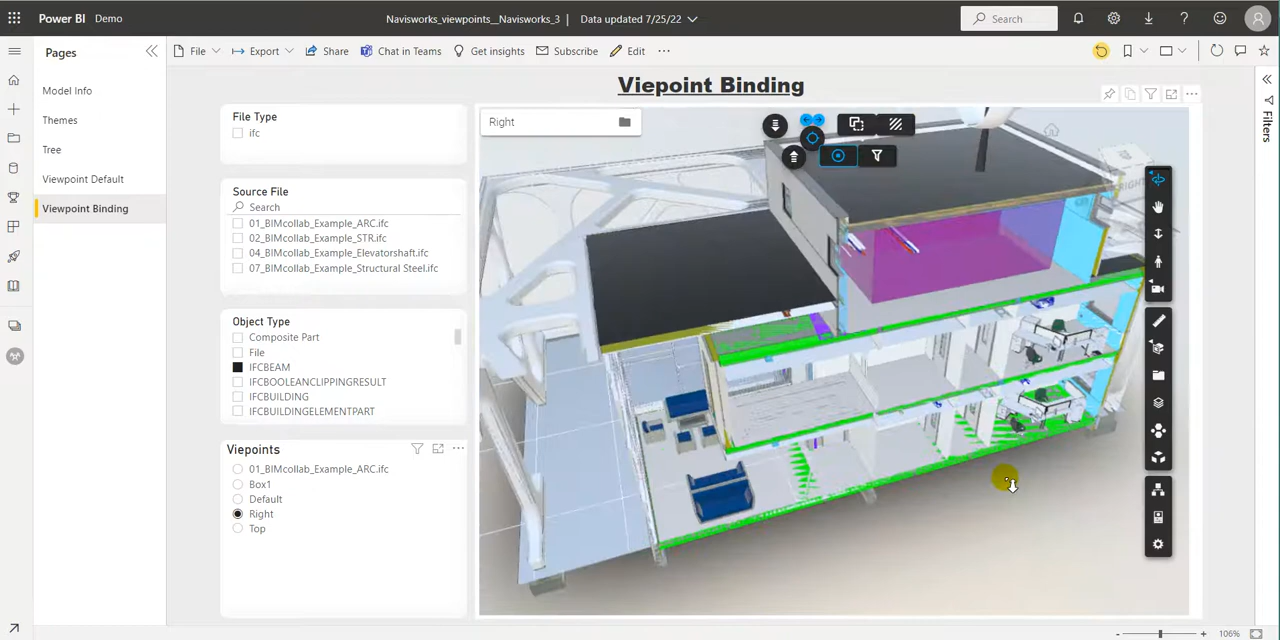 Power BI Demo
Navisworks_viewpoints__Navisworks_3 | Data updated 7/25/22
Search
Pages
File
Export
Share
Chat in Teams
Get insights
Subscribe
Edit
Model Info
Themes
Tree
Viewpoint Default
Viewpoint Binding
Viepoint Binding
File Type
ifc
Source File
Search
01_BIMcollab_Example_ARC.ifc
02_BIMcollab_Example_STR.ifc
04_BIMcollab_Example_Elevatorshaft.ifc
07_BIMcollab_Example_Structural Steel.ifc
Object Type
Composite Part
File
IFCBEAM
IFCBOOLEANCLIPPINGRESULT
IFCBUILDING
IFCBUILDINGELEMENTPART
Viewpoints
01_BIMcollab_Example_ARC.ifc
Box1
Default
Right
Top
Right
RIGHT
Filters
106%